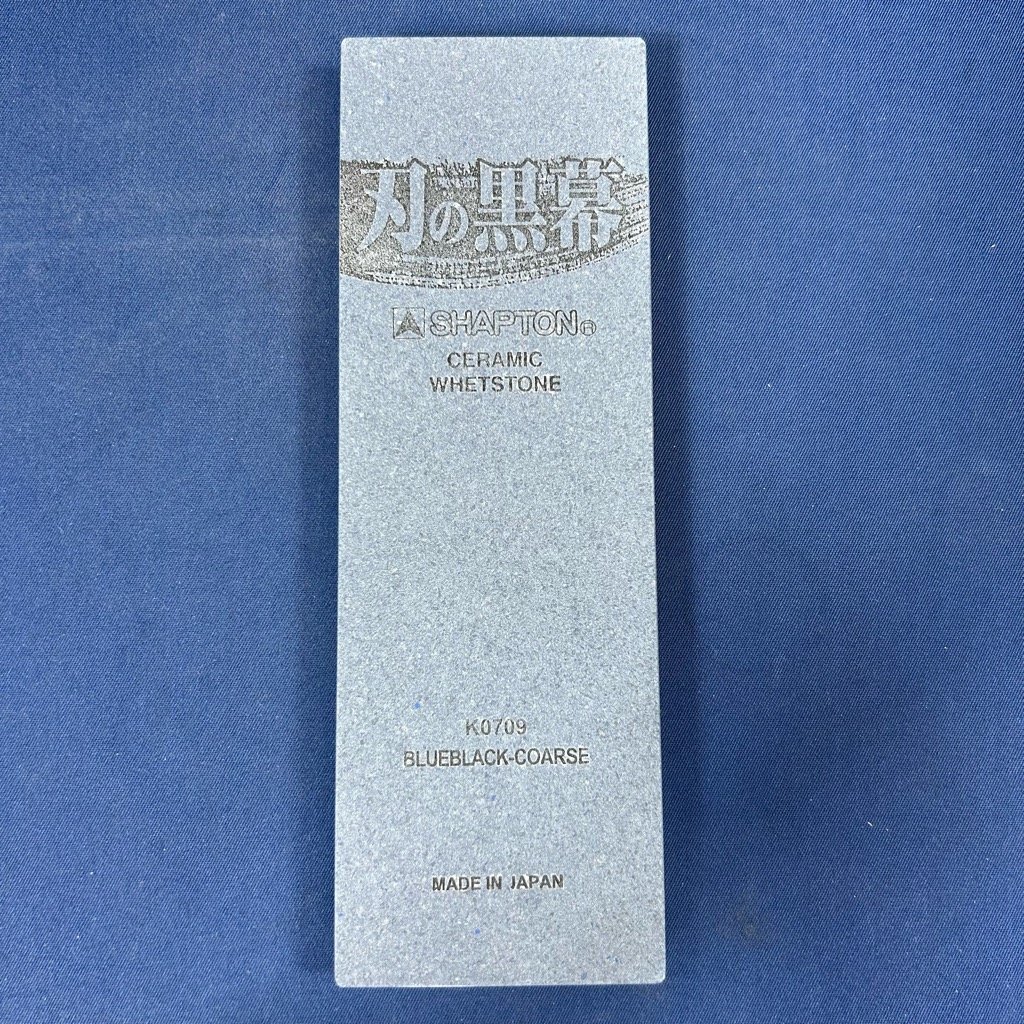 刃の黒幕
SHAPTON®
CERAMIC
WHETSTONE
K0709
BLUEBLACK-COARSE
MADE IN JAPAN